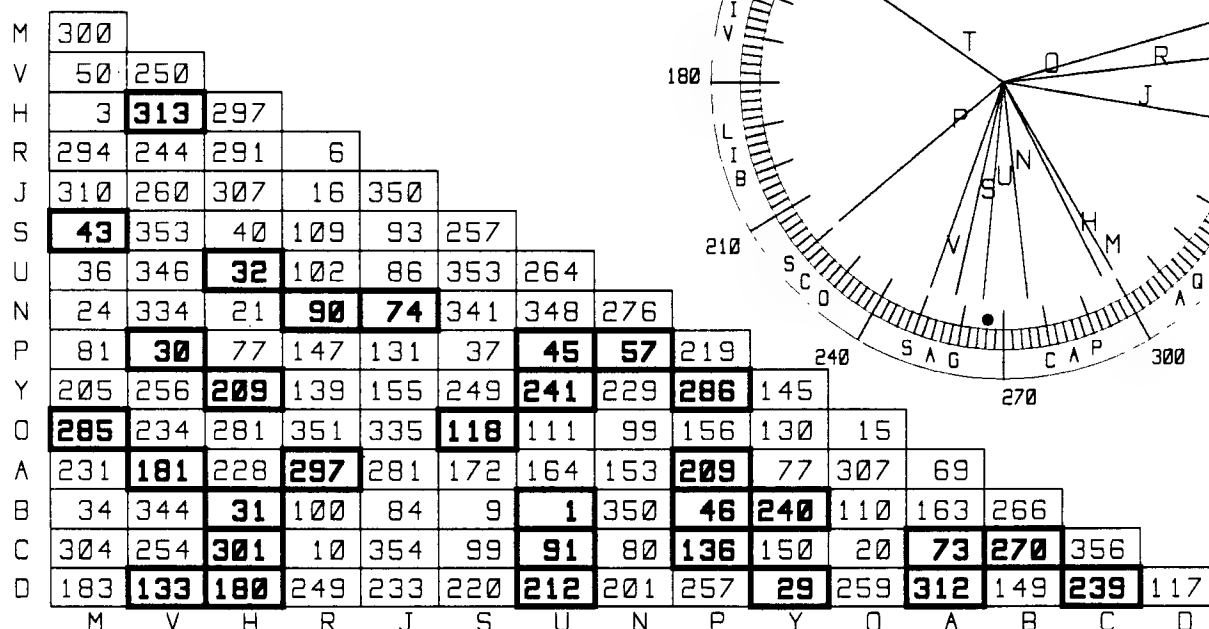 M 300
V 50 250
H 3 313 297
R 294 244 291 6
J 310 260 307 16 350
S 43 353 40 109 93 257
U 36 346 32 102 86 353 264
N 24 334 21 90 74 341 348 276
P 81 30 77 147 131 37 45 57 219
Y 205 256 209 139 155 249 241 229 286 145
O 285 234 281 351 335 118 111 99 156 130 15
A 231 181 228 297 281 172 164 153 209 77 307 69
B 34 344 31 100 84 9 1 350 46 240 110 163 266
C 304 254 301 10 354 99 91 80 136 150 20 73 270 356
D 183 133 180 249 233 220 212 201 257 29 259 312 149 239 117
M V H R J S U N P Y O A B C D
I V
T O R
180
J
P
L I B
N
S U
H
V M
210
S C O
A Q
S A G
C A P
240
300
270